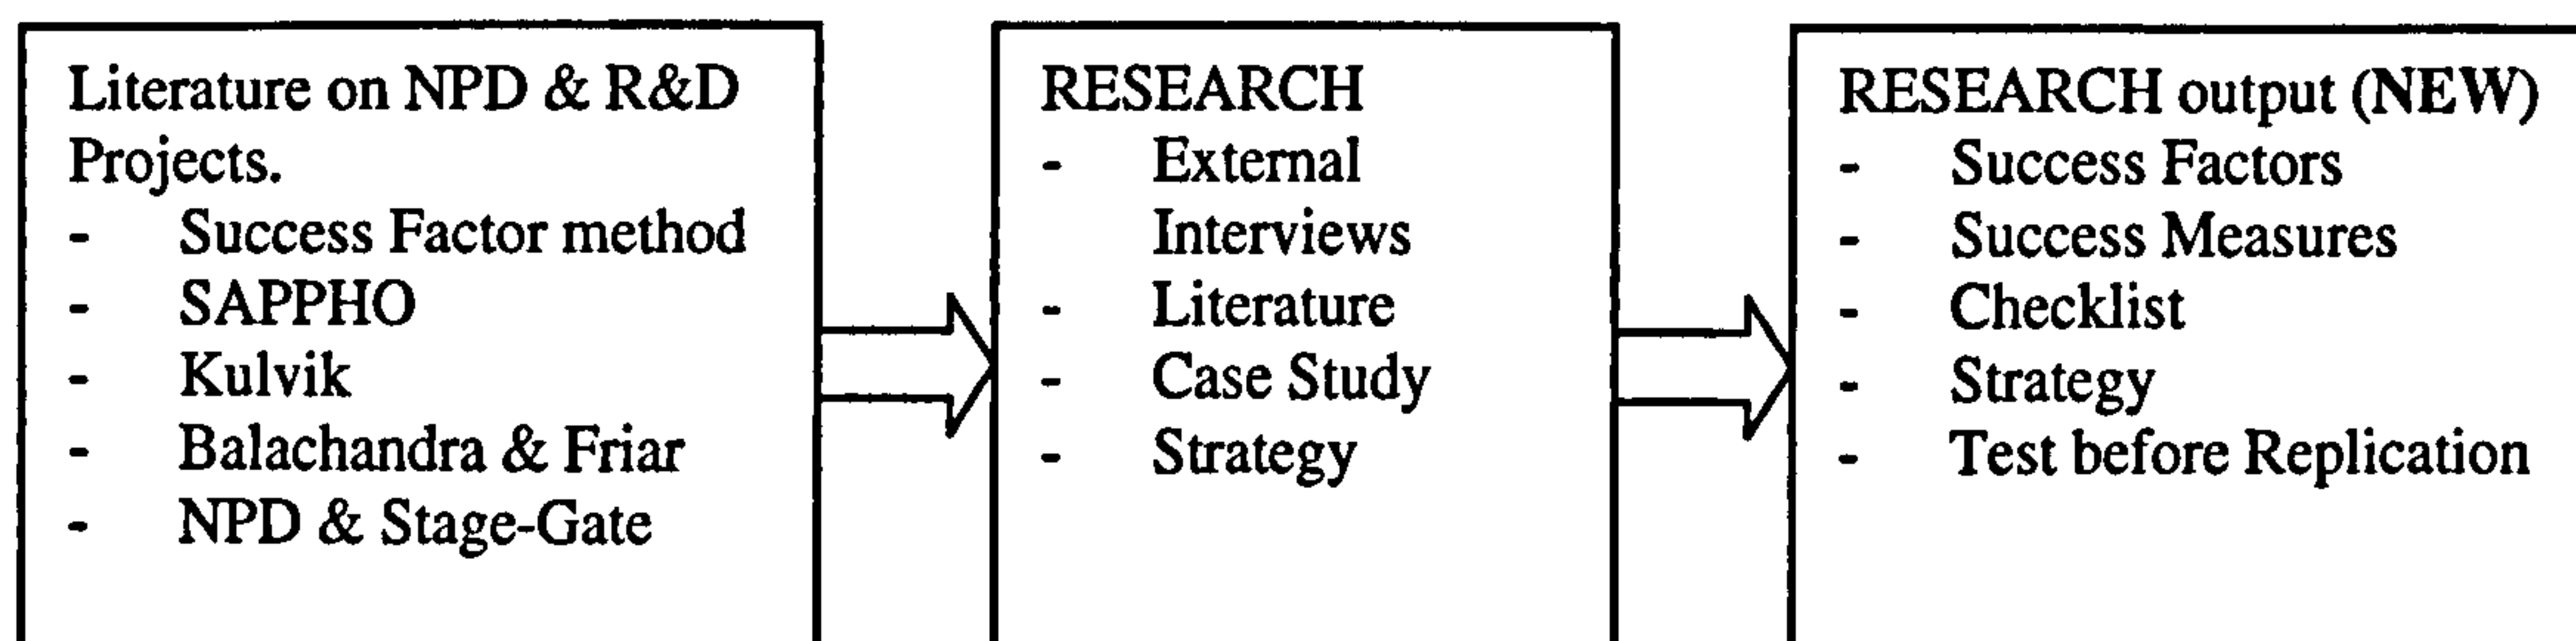 Literature on NPD & R&D
Projects.
- Success Factor method
- SAPPHO
- Kulvik
- Balachandra & Friar
- NPD & Stage-Gate
RESEARCH
- External
Interviews
- Literature
- Case Study
- Strategy
RESEARCH output (NEW)
- Success Factors
- Success Measures
- Checklist
- Strategy
- Test before Replication